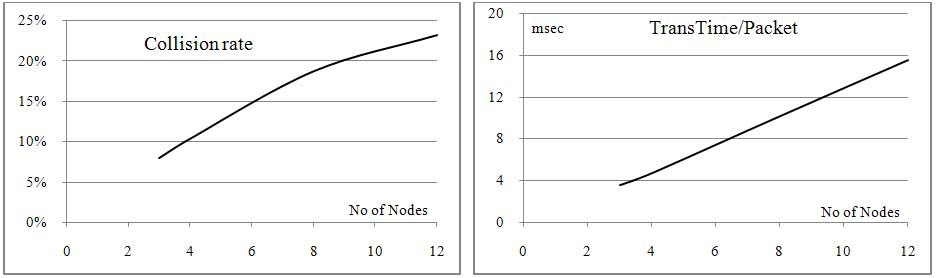 Collision rate
25%
20%
15%
10%
5%
0%
No of Nodes
0 2 4 6 8 10 12
TransTime/Packet
msec
20
16
12
8
4
0
No of Nodes
0 2 4 6 8 10 12